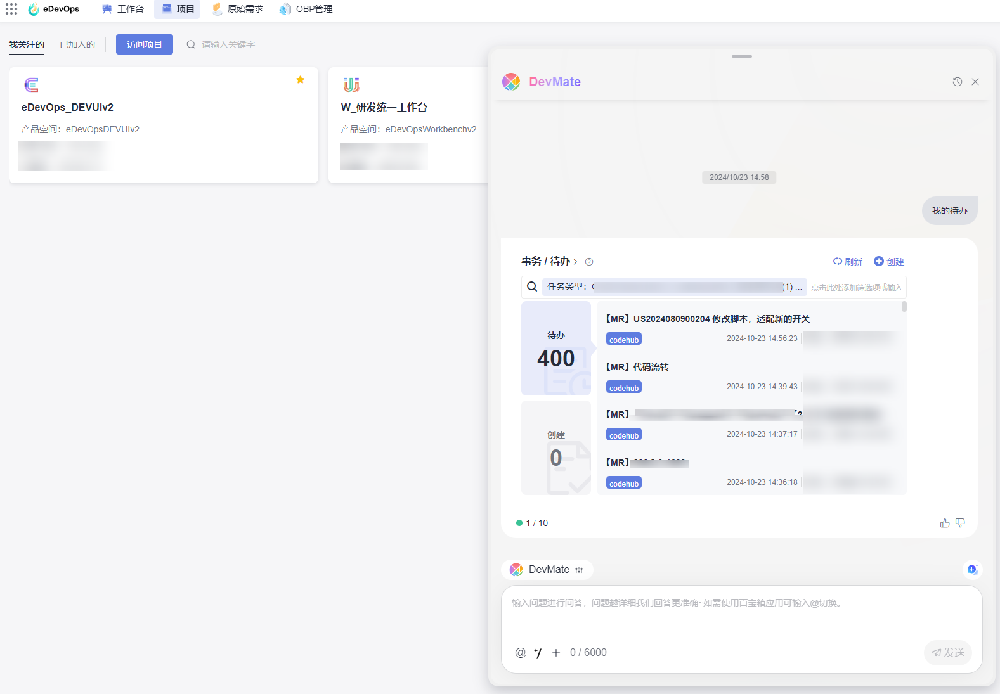 eDevOps 工作台 项目 原始需求 OBP管理
我关注的 已加入的 访问项目 请输入关键字
eDevOps_DEVUIv2
产品空间：eDevOpsDEVUIv2
W_研发统一工作台
产品空间：eDevOpsWorkbenchv2
DevMate
2024/10/23 14:58
我的待办
事务 / 待办 刷新 创建
任务类型： (1) ... 点击此处添加筛选项或输入
待办
400
创建
0
【MR】US2024080900204 修改脚本，适配新的开关
codehub 2024-10-23 14:56:23
【MR】代码流转
codehub 2024-10-23 14:39:43
【MR】
codehub 2024-10-23 14:37:17
【MR】
codehub 2024-10-23 14:36:18
1 / 10
DevMate
输入问题进行问答，问题越详细我们回答更准确~如需使用百宝箱应用可输入@切换。
@ 0 / 6000 发送